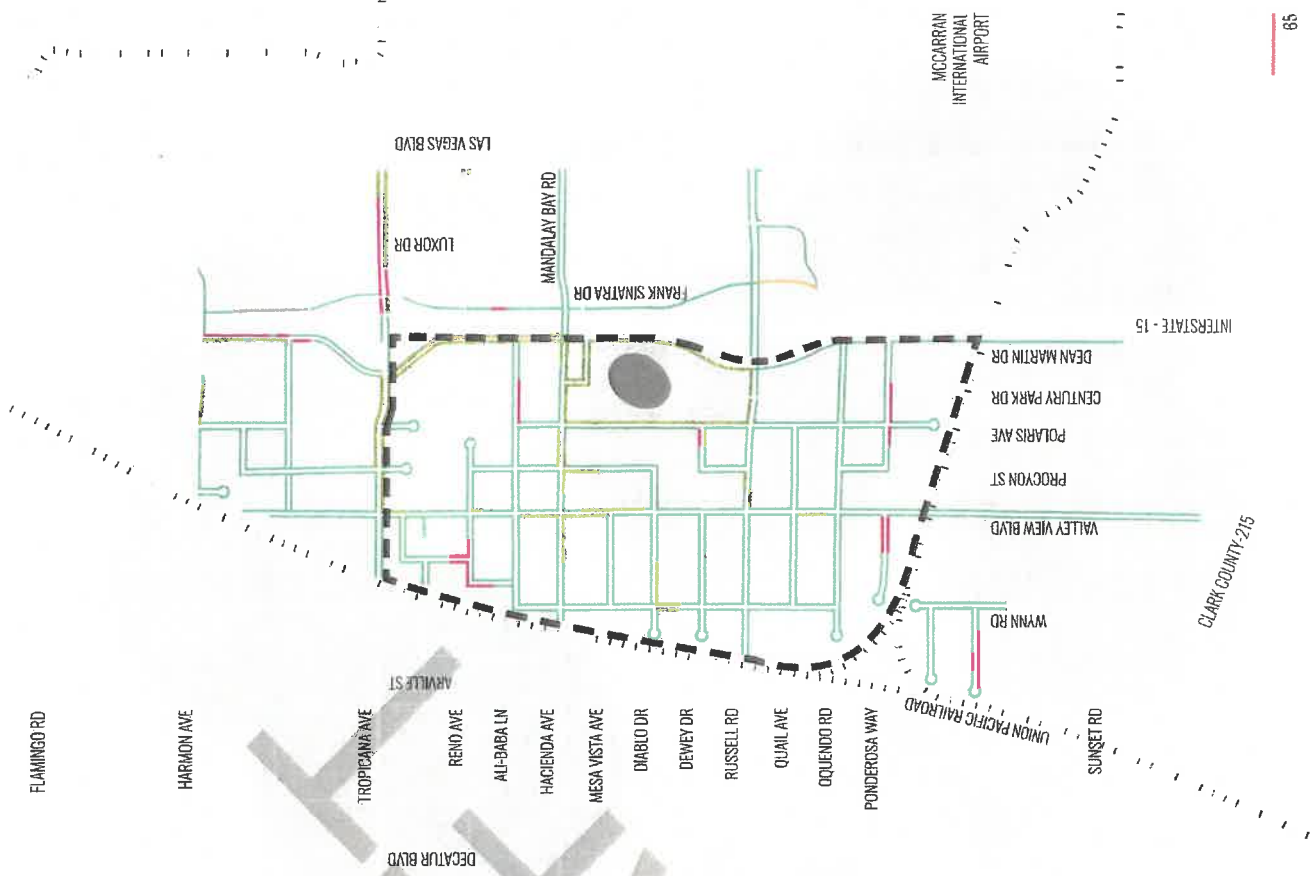 FLAMINGO RD
HARMON AVE
TROPICANA AVE
RENO AVE
ALI-BABA LN
HACIENDA AVE
MESA VISTA AVE
DIABLO DR
DEWEY DR
RUSSELL RD
QUAIL AVE
OQUENDO RD
PONDEROSA WAY
SUNSET RD
DECATUR BLVD
ARVILLE ST
UNION PACIFIC RAILROAD
WYNN RD
VALLEY VIEW BLVD
PROCYON ST
POLARIS AVE
CENTURY PARK DR
DEAN MARTIN DR
INTERSTATE - 15
FRANK SINATRA DR
MANDALAY BAY RD
LUXOR DR
LAS VEGAS BLVD
CLARK COUNTY-215
MCCARRAN
INTERNATIONAL
AIRPORT
65